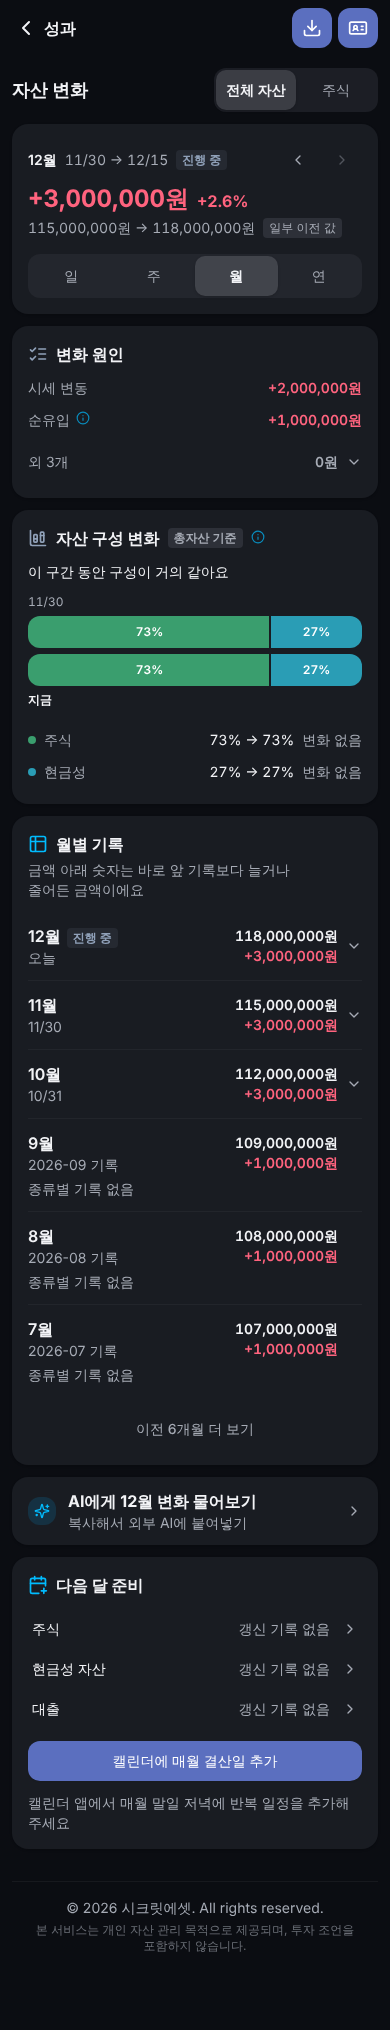 성과
자산 변화
전체 자산
주식
12월 11/30 → 12/15 진행 중
+3,000,000원 +2.6%
115,000,000원 → 118,000,000원 일부 이전 값
일 주 월 연
변화 원인
시세 변동 +2,000,000원
순유입 +1,000,000원
외 3개 0원
자산 구성 변화 총자산 기준
이 구간 동안 구성이 거의 같아요
11/30
73% 27%
73% 27%
지금
주식 73% → 73% 변화 없음
현금성 27% → 27% 변화 없음
월별 기록
금액 아래 숫자는 바로 앞 기록보다 늘거나
줄어든 금액이에요
12월 진행 중 118,000,000원
오늘 +3,000,000원
11월 115,000,000원
11/30 +3,000,000원
10월 112,000,000원
10/31 +3,000,000원
9월 109,000,000원
2026-09 기록 +1,000,000원
종류별 기록 없음
8월 108,000,000원
2026-08 기록 +1,000,000원
종류별 기록 없음
7월 107,000,000원
2026-07 기록 +1,000,000원
종류별 기록 없음
이전 6개월 더 보기
AI에게 12월 변화 물어보기
복사해서 외부 AI에 붙여넣기
다음 달 준비
주식 갱신 기록 없음
현금성 자산 갱신 기록 없음
대출 갱신 기록 없음
캘린더에 매월 결산일 추가
캘린더 앱에서 매월 말일 저녁에 반복 일정을 추가해
주세요
© 2026 시크릿에셋. All rights reserved.
본 서비스는 개인 자산 관리 목적으로 제공되며, 투자 조언을
포함하지 않습니다.